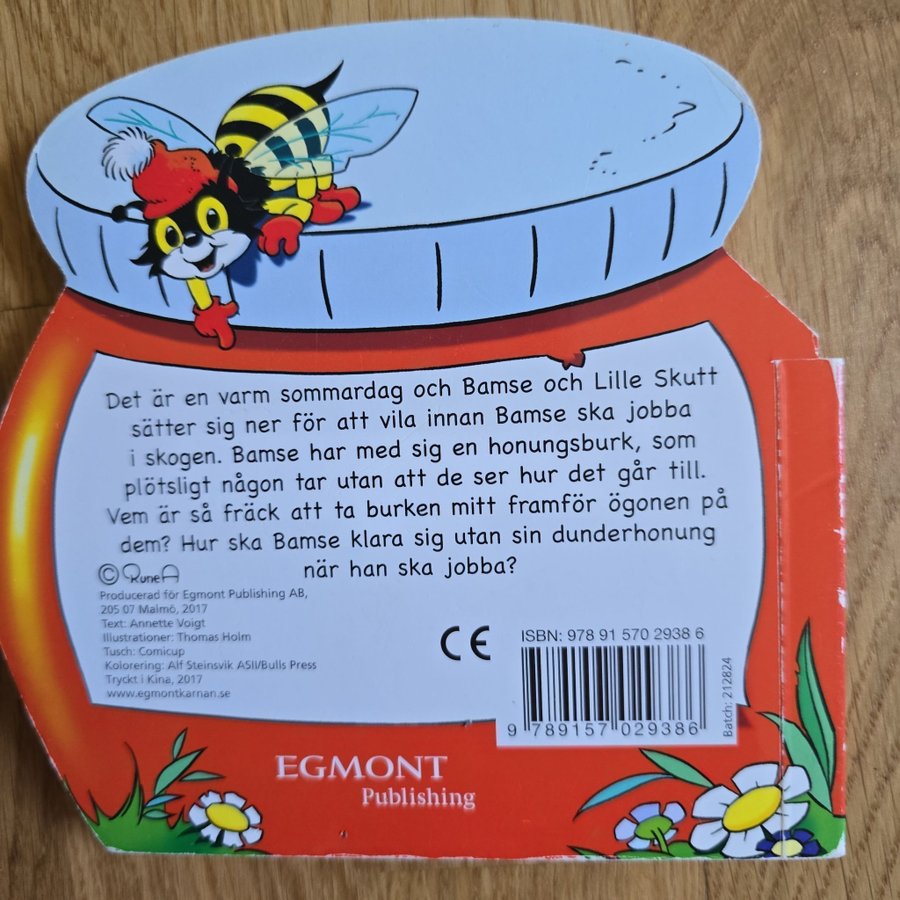 Det är en varm sommardag och Bamse och Lille Skutt
sätter sig ner för att vila innan Bamse ska jobba
i skogen. Bamse har med sig en honungsburk, som
plötsligt någon tar utan att de ser hur det går till.
Vem är så fräck att ta burken mitt framför ögonen på
dem? Hur ska Bamse klara sig utan sin dunderhonung
när han ska jobba?
© Rune A
Producerad för Egmont Publishing AB,
205 07 Malmö, 2017
Text: Annette Voigt
Illustrationer: Thomas Holm
Tusch: Comicup
Kolorering: Alf Steinsvik ASII/Bulls Press
Tryckt i Kina, 2017
www.egmontkarnan.se
CE
ISBN: 978 91 570 2938 6
9 789157 029386
Batch: 212824
EGMONT
Publishing